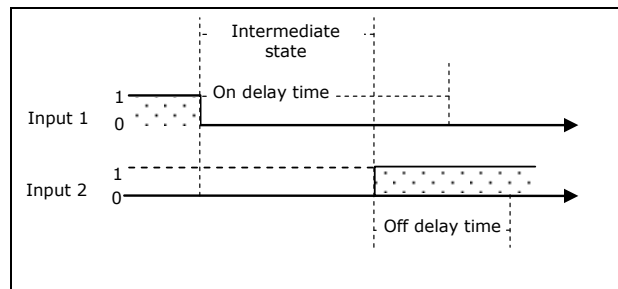 Intermediate
state
1
On delay time
Input 1
0
1
Input 2
0
Off delay time